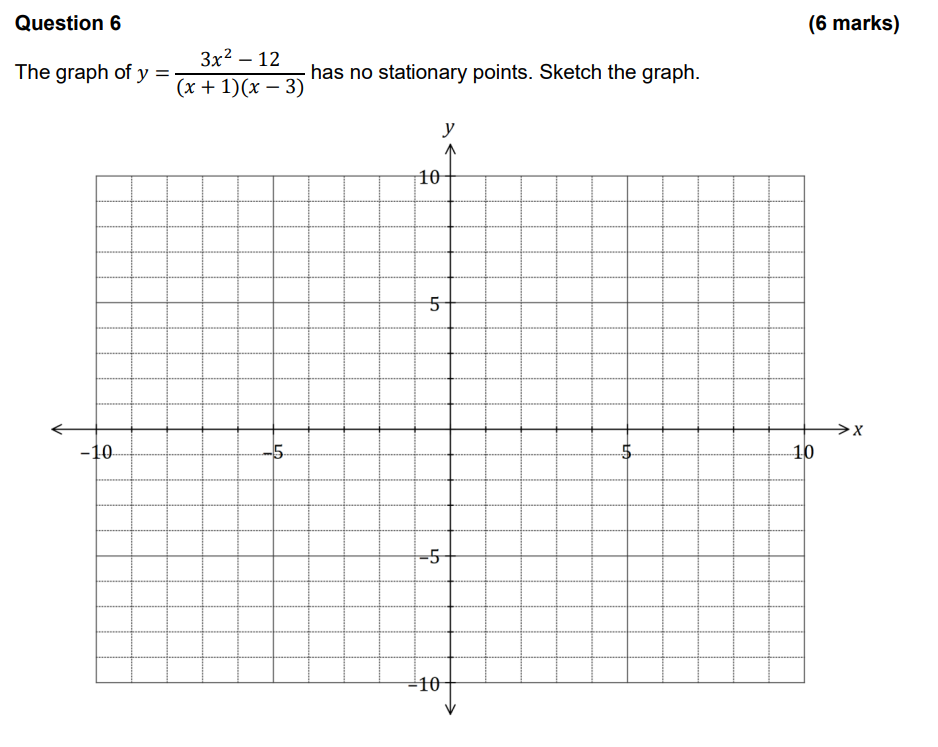 Question 6 (6 marks)
The graph of y = \frac{3x² − 12}{(x + 1)(x − 3)} has no stationary points. Sketch the graph.
y
10
5
x
−10 −5 5 10
−5
−10